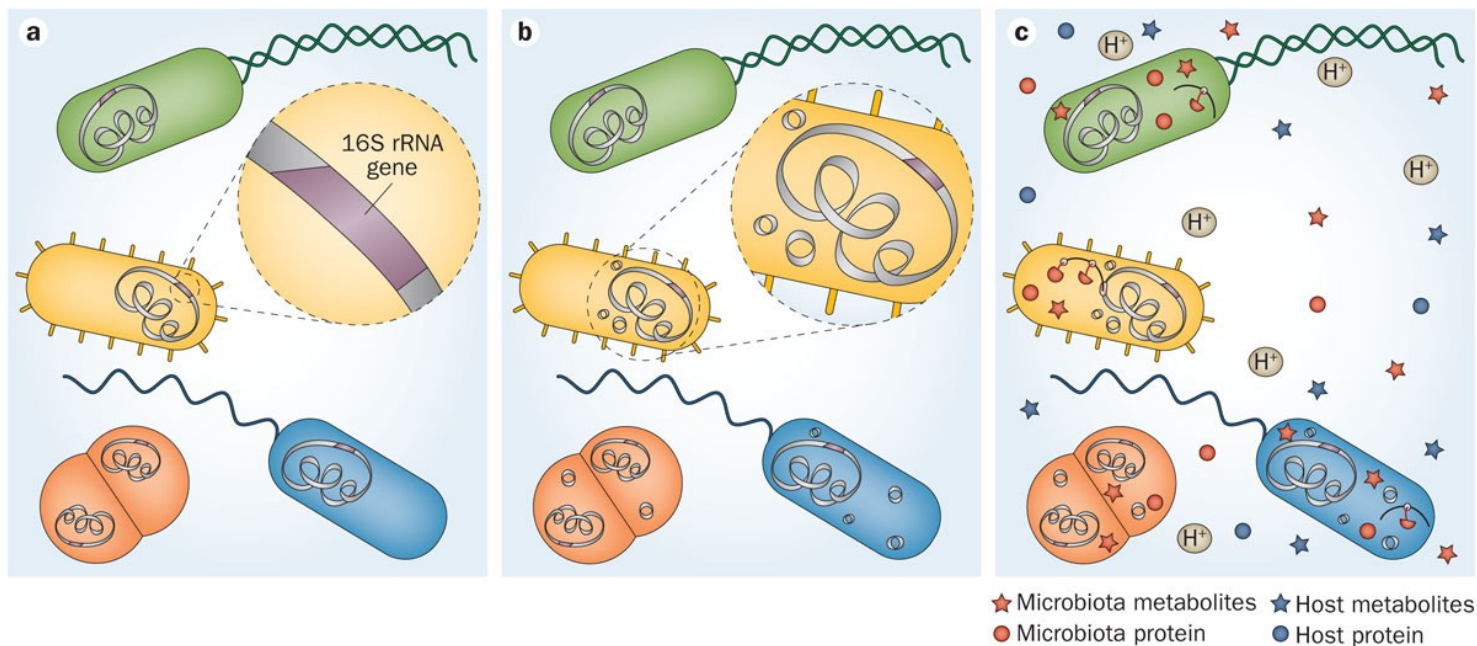 a
16S rRNA
gene
b
c
H+
H+
H+
H+
H+
H+
Microbiota metabolites
Host metabolites
Microbiota protein
Host protein